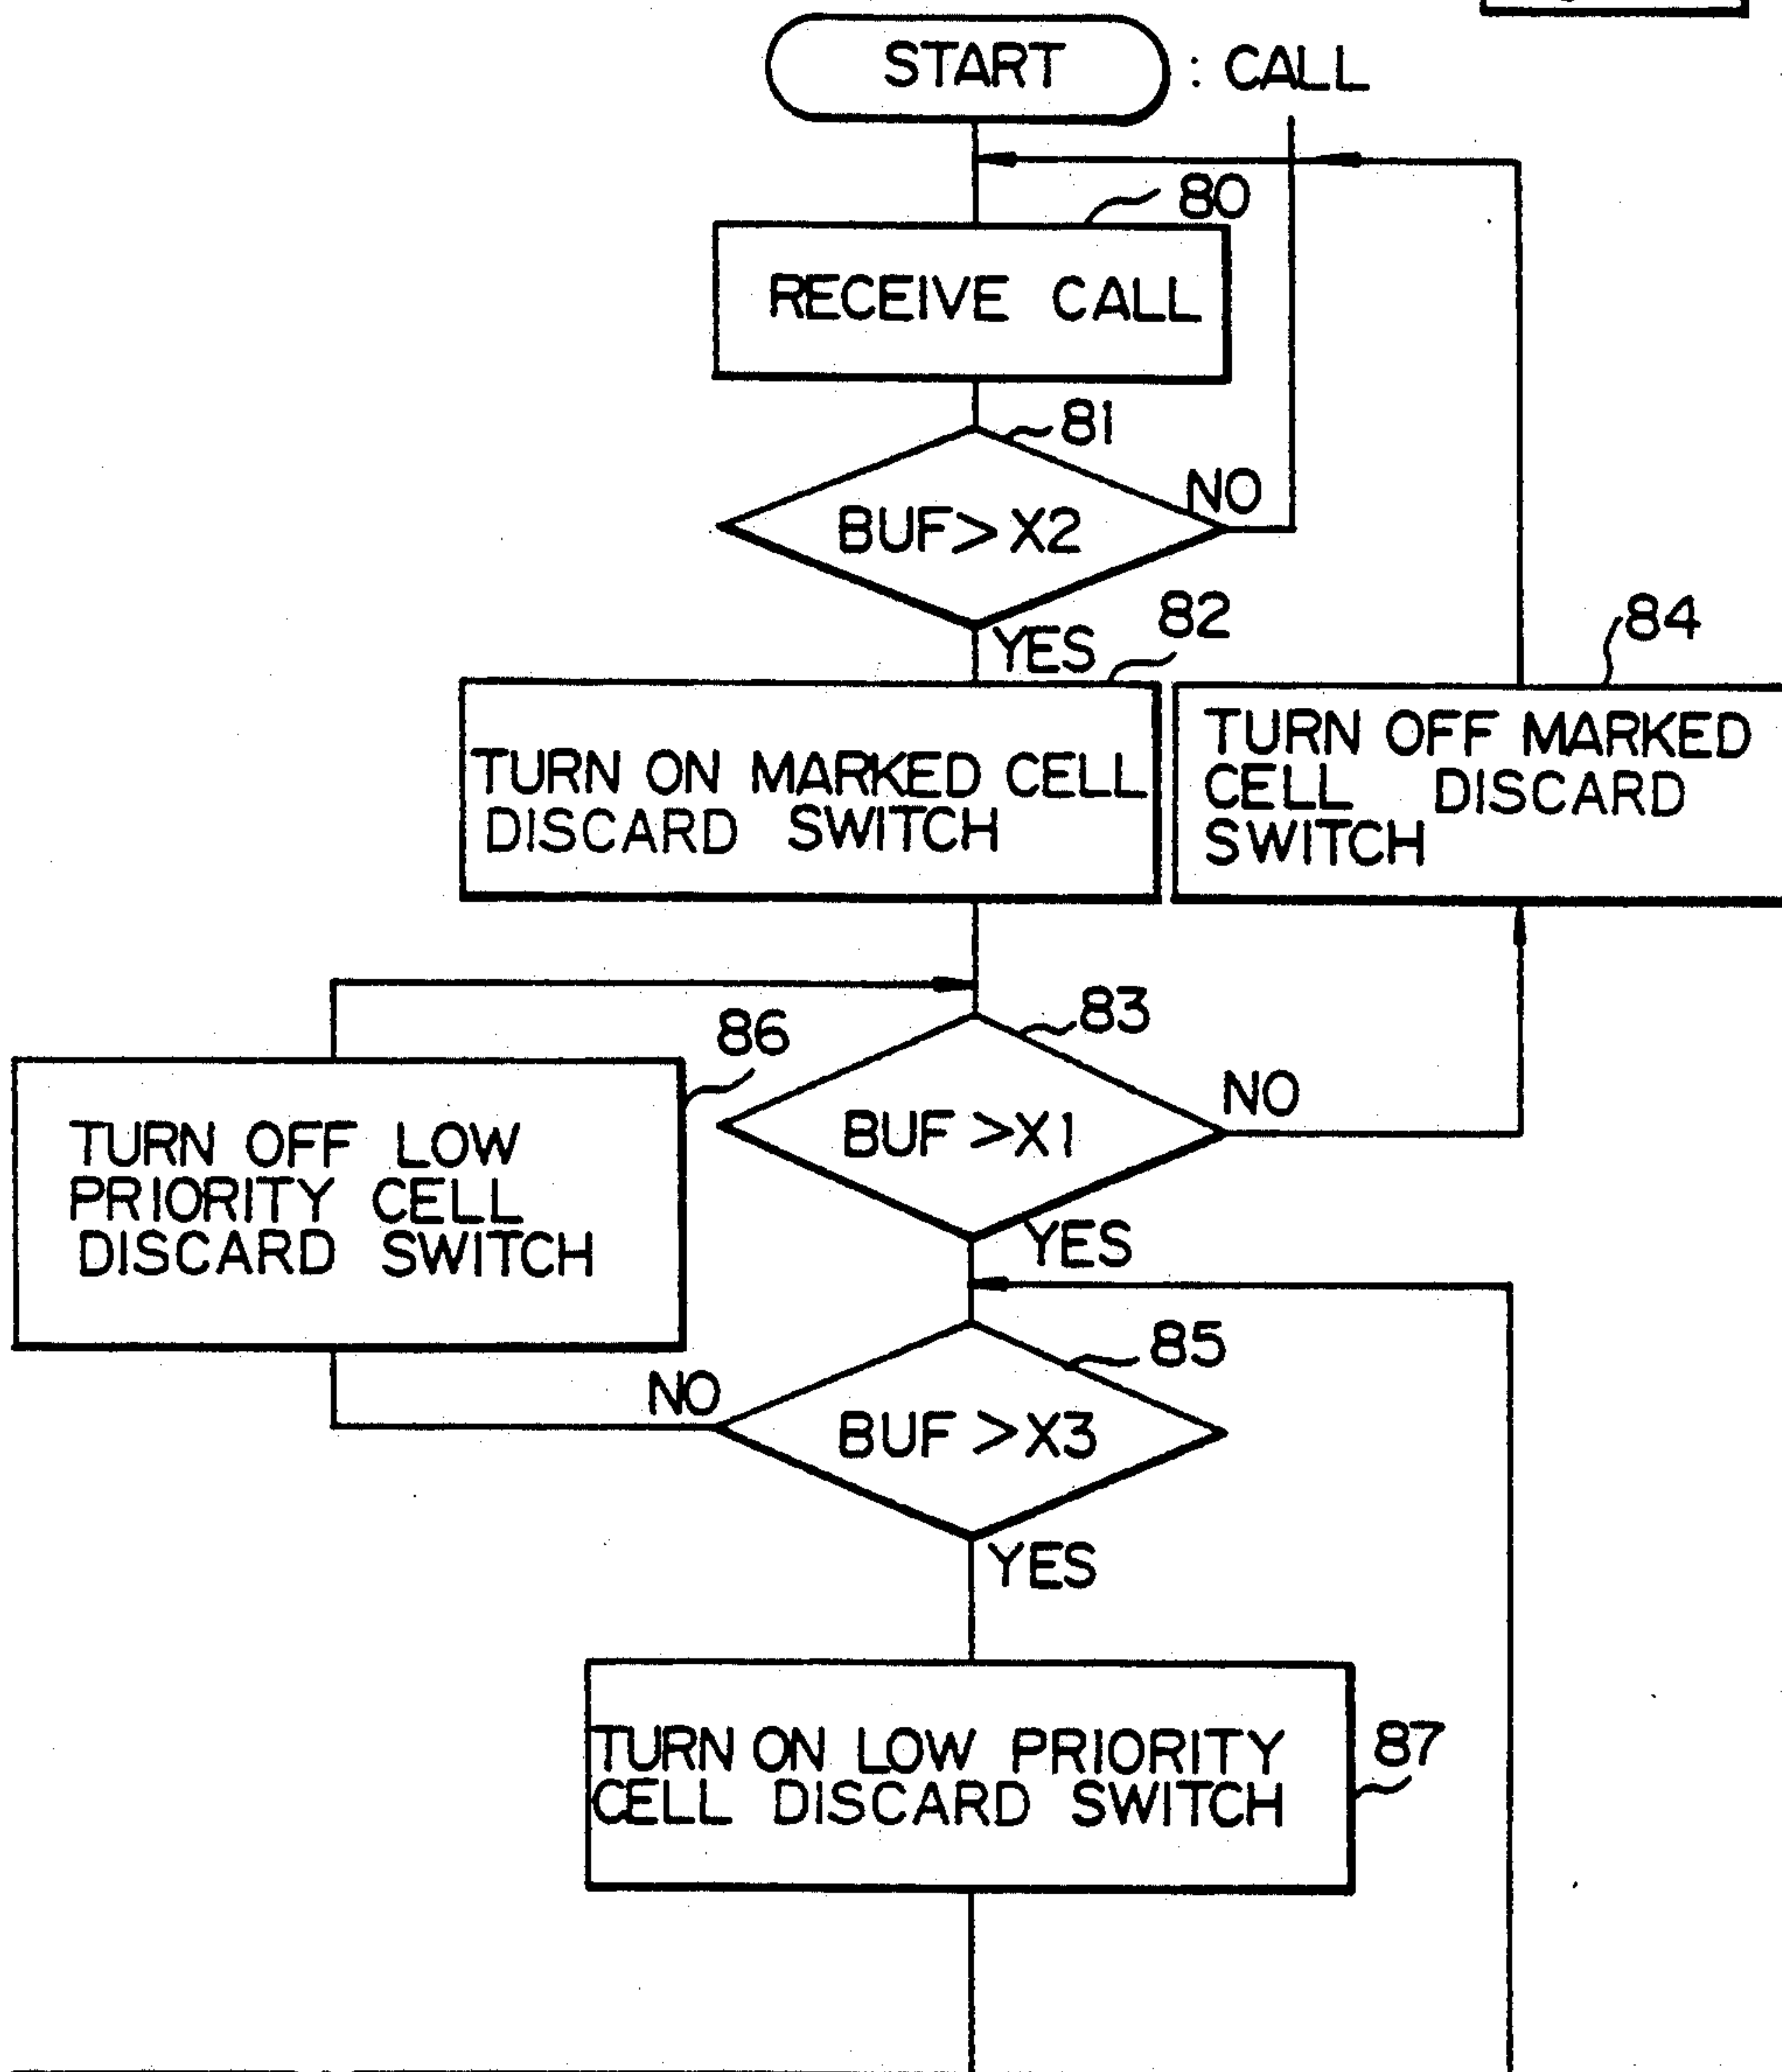 START : CALL
80
RECEIVE CALL
81
BUF > X2
NO
YES
82
84
TURN ON MARKED CELL
DISCARD SWITCH
TURN OFF MARKED
CELL DISCARD
SWITCH
86
83
BUF > X1
NO
TURN OFF LOW
PRIORITY CELL
DISCARD SWITCH
YES
85
NO
BUF > X3
YES
TURN ON LOW PRIORITY
CELL DISCARD SWITCH
87